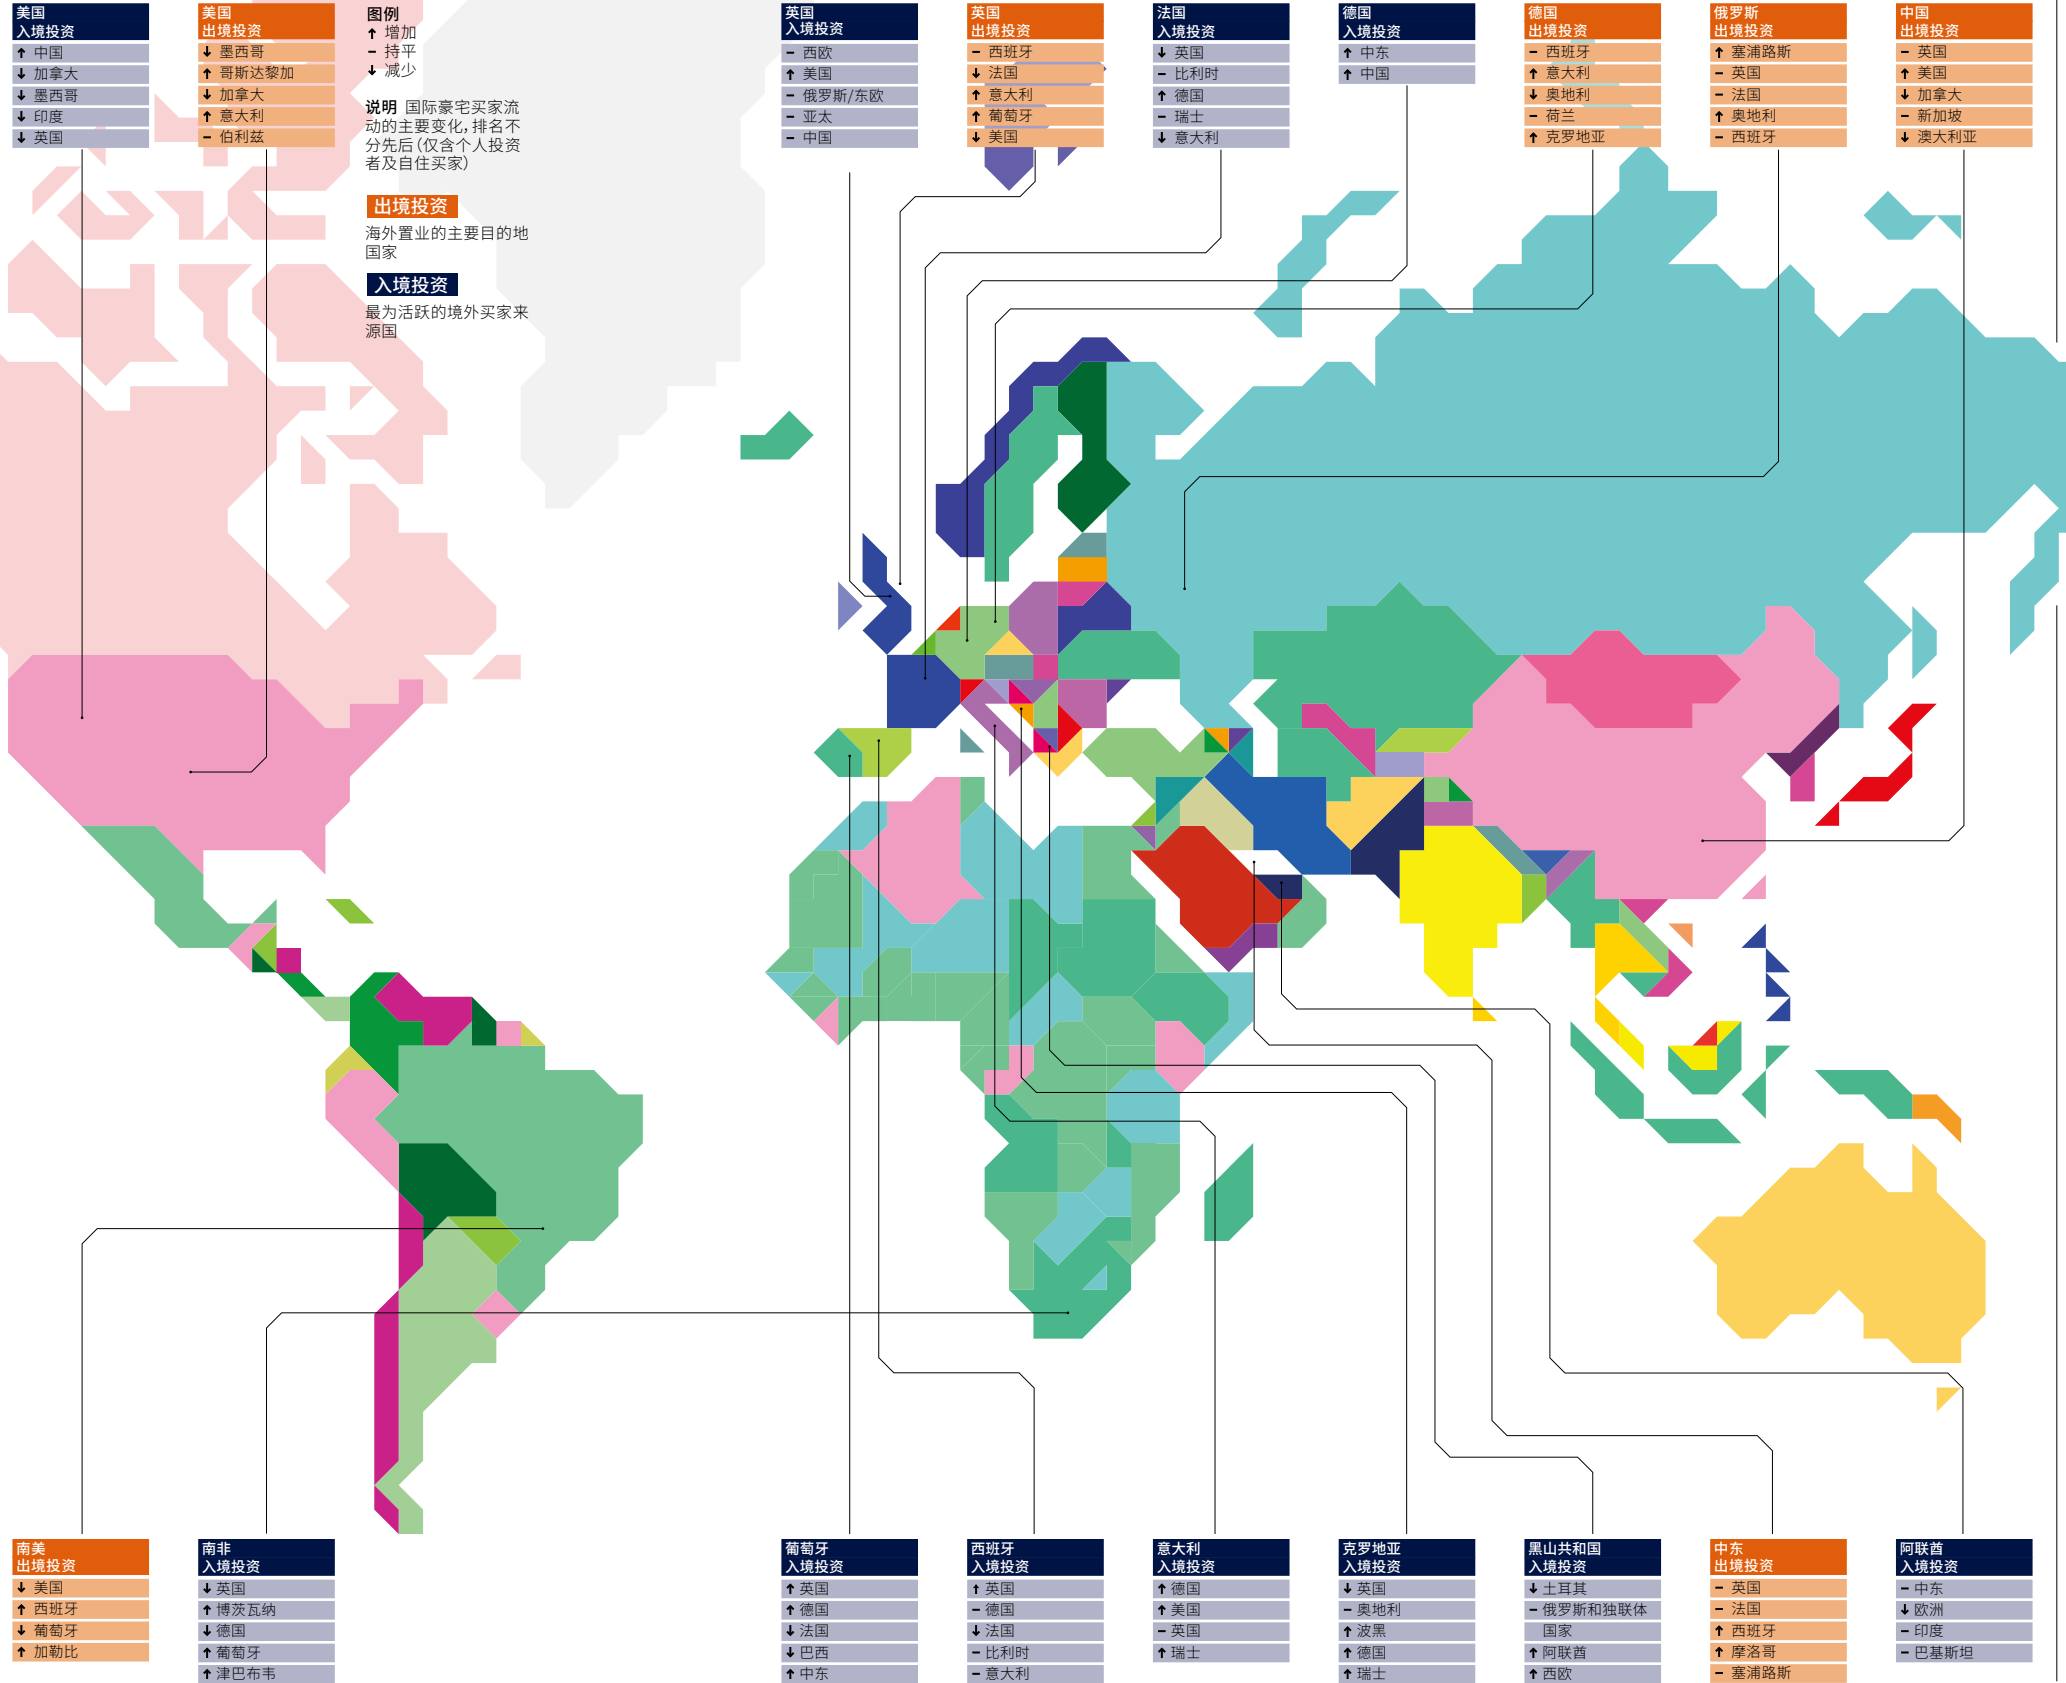 美国
入境投资
↑ 中国
↓ 加拿大
↓ 墨西哥
↓ 印度
↓ 英国
美国
出境投资
↓ 墨西哥
↑ 哥斯达黎加
↓ 加拿大
↑ 意大利
– 伯利兹
图例
↑ 增加
– 持平
↓ 减少
说明 国际豪宅买家流
动的主要变化，排名不
分先后（仅含个人投资
者及自住买家）
出境投资
海外置业的主要目的地
国家
入境投资
最为活跃的境外买家来
源国
英国
入境投资
– 西欧
↑ 美国
– 俄罗斯/东欧
– 亚太
– 中国
英国
出境投资
– 西班牙
↓ 法国
↑ 意大利
↑ 葡萄牙
↓ 美国
法国
入境投资
↓ 英国
– 比利时
↑ 德国
– 瑞士
↓ 意大利
德国
入境投资
↑ 中东
↑ 中国
德国
出境投资
– 西班牙
↑ 意大利
↓ 奥地利
– 荷兰
↑ 克罗地亚
俄罗斯
出境投资
↑ 塞浦路斯
– 英国
– 法国
↑ 奥地利
– 西班牙
中国
出境投资
– 英国
↑ 美国
↓ 加拿大
– 新加坡
↓ 澳大利亚
南美
出境投资
↓ 美国
↑ 西班牙
↓ 葡萄牙
↑ 加勒比
南非
入境投资
↓ 英国
↑ 博茨瓦纳
↓ 德国
↑ 葡萄牙
↑ 津巴布韦
葡萄牙
入境投资
↑ 英国
↑ 德国
↓ 法国
↓ 巴西
↑ 中东
西班牙
入境投资
↑ 英国
– 德国
↓ 法国
– 比利时
– 意大利
意大利
入境投资
↑ 德国
↑ 美国
– 英国
↑ 瑞士
克罗地亚
入境投资
↓ 英国
– 奥地利
↑ 波黑
↑ 德国
↑ 瑞士
黑山共和国
入境投资
↓ 土耳其
– 俄罗斯和独联体
国家
↑ 阿联酋
↑ 西欧
中东
出境投资
– 英国
– 法国
↑ 西班牙
↑ 摩洛哥
– 塞浦路斯
阿联酋
入境投资
– 中东
↓ 欧洲
– 印度
– 巴基斯坦